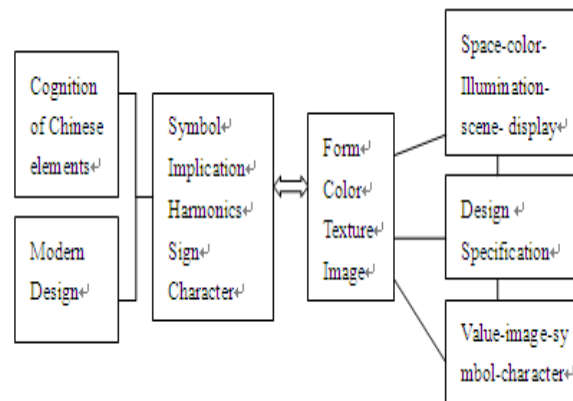 Cognition
of Chinese
elements↵
Modern
Design↵
Symbol↵
Implication
Harmonics
Sign
Character↵
Form↵
Color
Texture↵
Image↵
Space-color-
Illumination-
scene- display↵
Design ↵
Specification↵
Value-image-sy
mbol-character